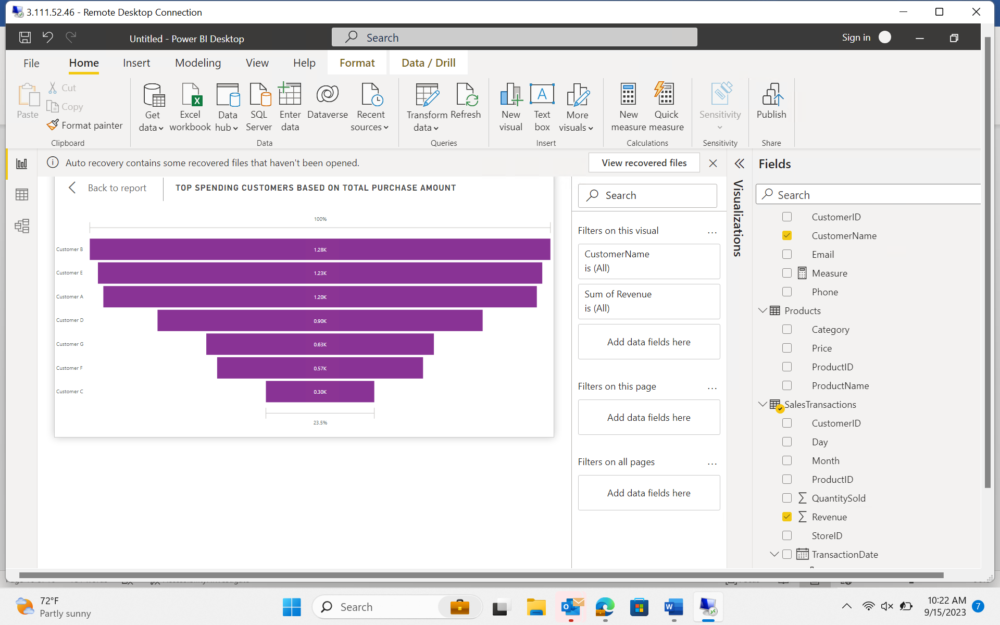 3.111.52.46 - Remote Desktop Connection
Untitled - Power BI Desktop
Search
Sign in
File
Home
Insert
Modeling
View
Help
Format
Data / Drill
Paste
Cut
Copy
Format painter
Clipboard
Get data
Excel workbook
Data hub
SQL Server
Enter data
Dataverse
Recent sources
Data
Transform data
Refresh
Queries
New visual
Text box
More visuals
Insert
New measure
Quick measure
Calculations
Sensitivity
Sensitivity
Publish
Share
Auto recovery contains some recovered files that haven't been opened.
View recovered files
Back to report
TOP SPENDING CUSTOMERS BASED ON TOTAL PURCHASE AMOUNT
100%
Customer B 1.28K
Customer E 1.23K
Customer A 1.20K
Customer D 0.90K
Customer G 0.63K
Customer F 0.57K
Customer C 0.30K
23.5%
Search
Filters on this visual ...
CustomerName
is (All)
Sum of Revenue
is (All)
Add data fields here
Filters on this page ...
Add data fields here
Filters on all pages ...
Add data fields here
Visualizations
Fields
Search
CustomerID
CustomerName
Email
Measure
Phone
Products
Category
Price
ProductID
ProductName
SalesTransactions
CustomerID
Day
Month
ProductID
QuantitySold
Revenue
StoreID
TransactionDate
72°F
Partly sunny
Search
10:22 AM
9/15/2023
7